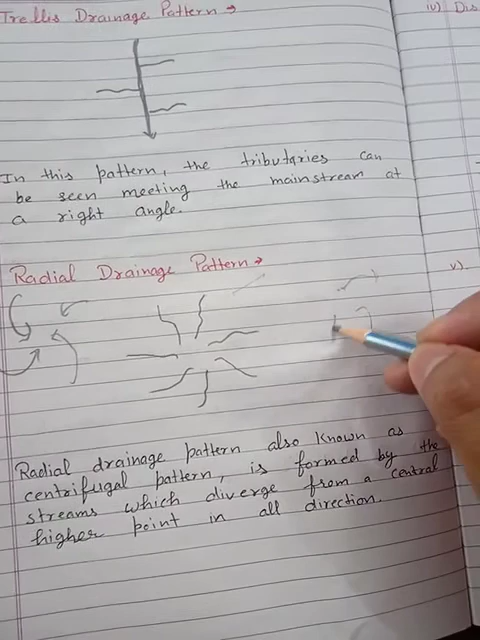 Trellis Drainage Pattern →
iv) Dis
In this pattern, the tributaries can
be seen meeting the mainstream at
a right angle.
Radial Drainage Pattern →
v)
Radial drainage pattern also known as
centrifugal pattern, is formed by the
streams which diverge from a central
higher point in all direction.